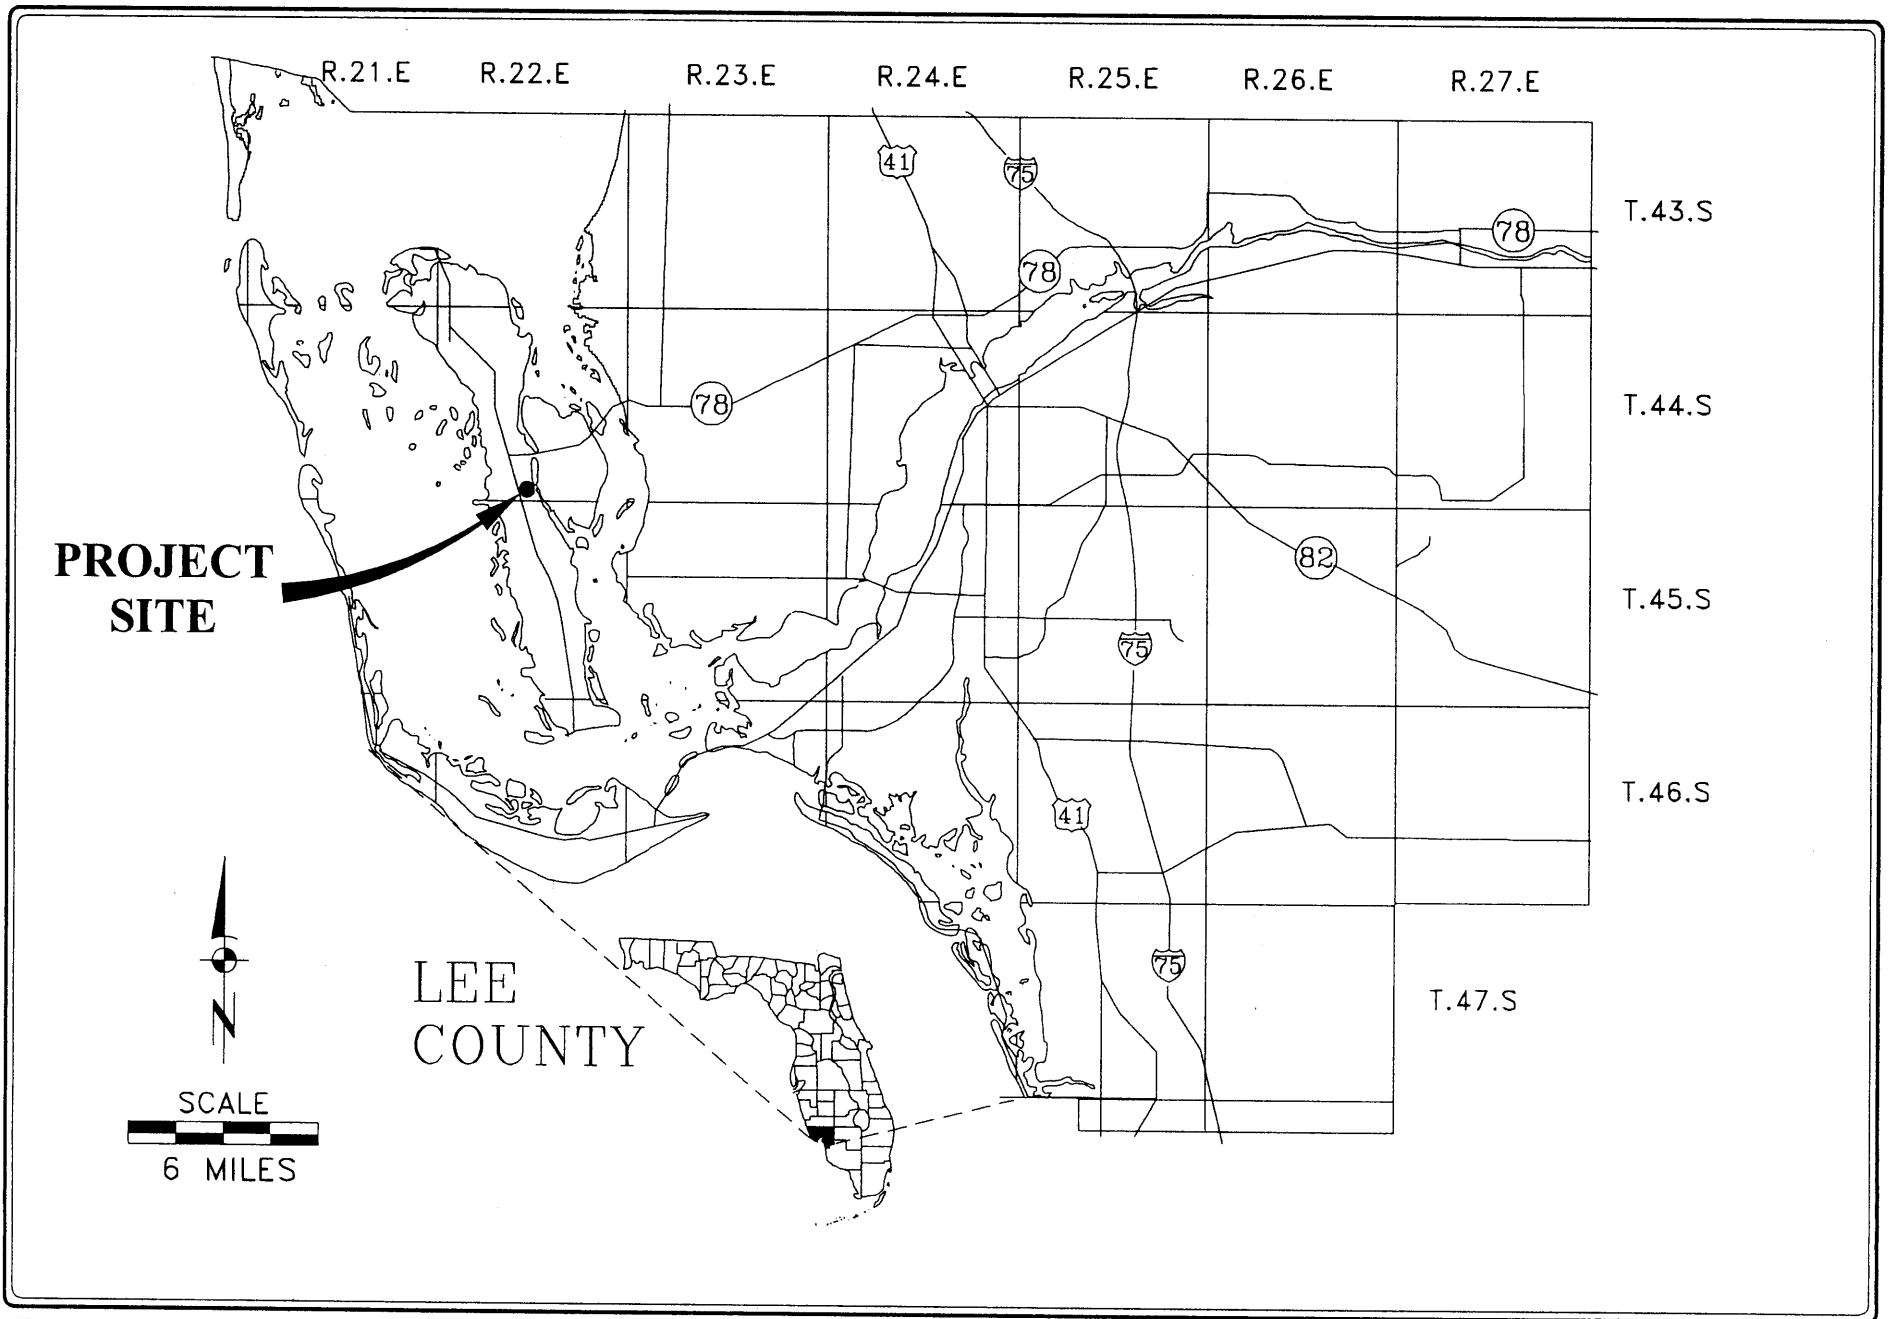 R.21.E R.22.E R.23.E R.24.E R.25.E R.26.E R.27.E
41
75
T.43.S
78
78
78
T.44.S
PROJECT
SITE
82
T.45.S
75
T.46.S
41
75
LEE
COUNTY
T.47.S
N
SCALE
6 MILES